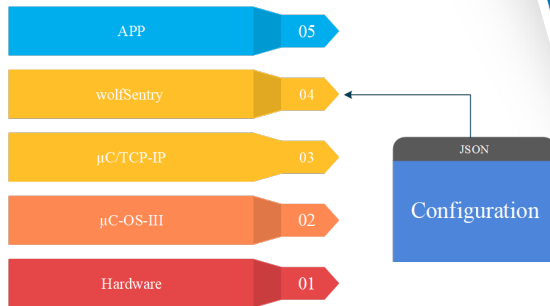 APP 05
wolfSentry 04
µC/TCP-IP 03
JSON
Configuration
µC-OS-III 02
Hardware 01